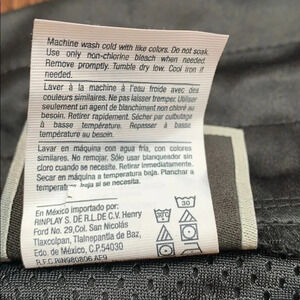 Machine wash cold with like colors. Do not soak.
Use only non-chlorine bleach when needed.
Remove promptly. Tumble dry low. Cool iron if
needed.
Laver à la machine à l'eau froide avec des
couleurs similaires. Ne pas laisser tremper. Utiliser
seulement un agent de blanchiment non chloré au
besoin. Retirer rapidement. Sécher par culbutage
à basse température. Repasser à basse
température au besoin.
Lavar en máquina con agua fría, con colores
similares. No remojar. Sólo usar blanqueador sin
cloro cuando se necesite. Retirar inmediatamente.
Secar en máquina a temperatura baja. Planchar a
temperatura baja si se necesita.
En México importado por:
RINPLAY S. DE R.L.DE C.V. Henry
Ford No. 29, Col. San Nicolás
Tlaxcolpan, Tlalnepantla de Baz,
Edo. de México, C.P.54030
R.F.C.RIN980806 AF9
30